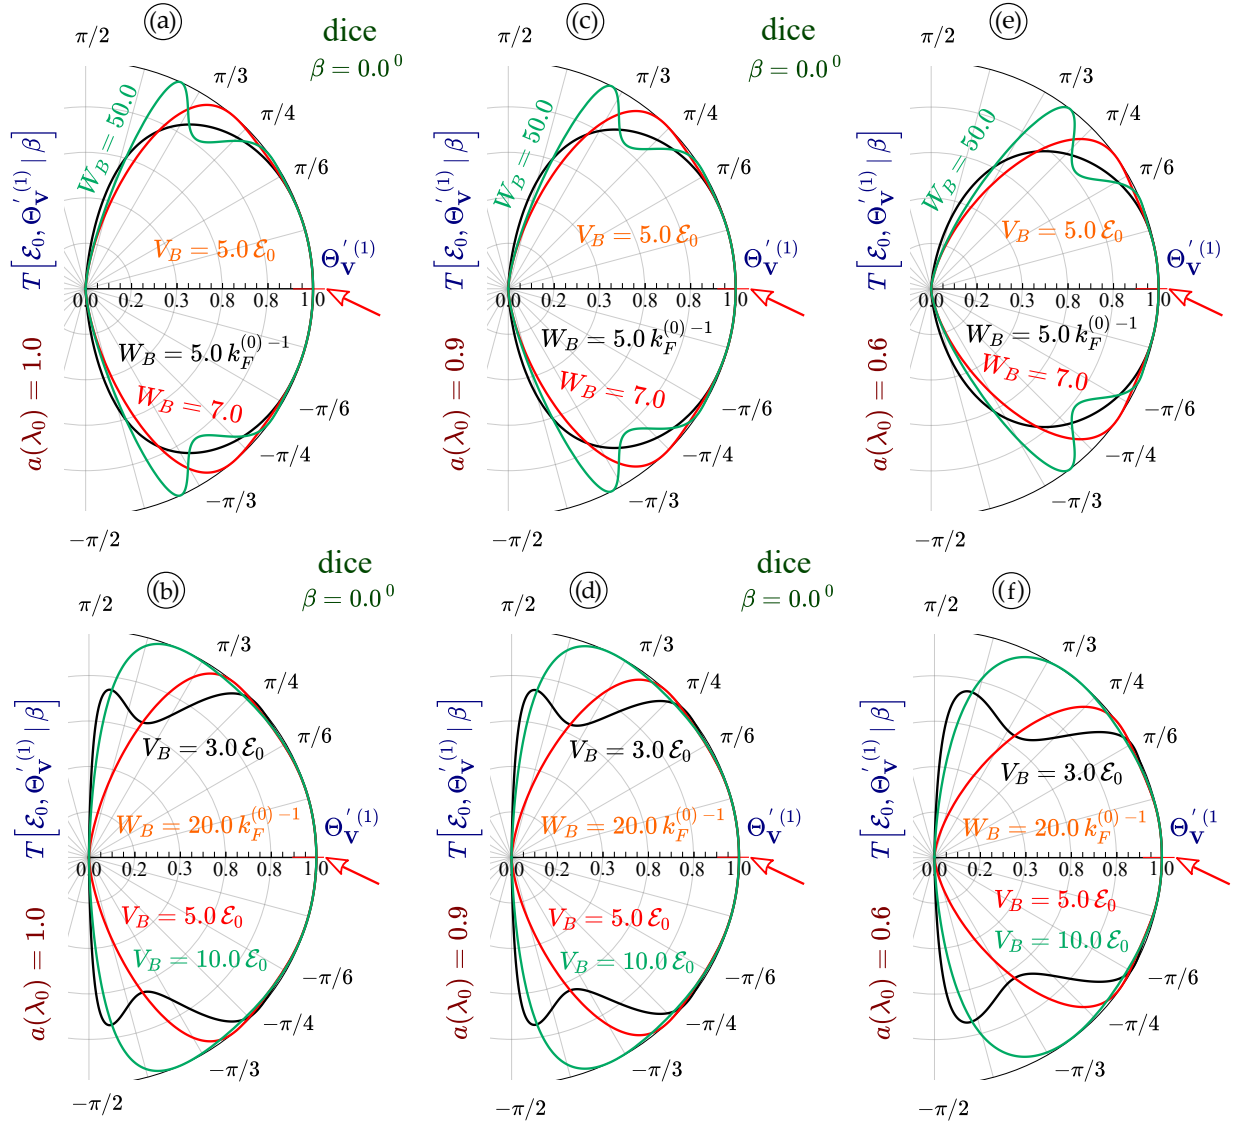 (a)
dice
β = 0.0⁰
π/2
π/3
π/4
π/6
W_B = 50.0
V_B = 5.0 ℰ₀
Θ_V^′(1)
0.0 0.2 0.3 0.8 0.8 1.0
W_B = 5.0 k_F^(0) −1
W_B = 7.0
−π/6
−π/4
−π/3
−π/2
T [ℰ₀, Θ_V^′(1) | β]
a(λ₀) = 1.0
(c)
dice
β = 0.0⁰
π/2
π/3
π/4
π/6
W_B = 50.0
V_B = 5.0 ℰ₀
Θ_V^′(1)
0.0 0.2 0.3 0.8 0.8 1.0
W_B = 5.0 k_F^(0) −1
W_B = 7.0
−π/6
−π/4
−π/3
−π/2
T [ℰ₀, Θ_V^′(1) | β]
a(λ₀) = 0.9
(e)
π/2
π/4
π/6
W_B = 50.0
V_B = 5.0 ℰ₀
Θ_V^′(1)
0.0 0.2 0.3 0.8 0.8 1.0
W_B = 5.0 k_F^(0) −1
W_B = 7.0
−π/6
−π/4
−π/3
−π/2
T [ℰ₀, Θ_V^′(1) | β]
a(λ₀) = 0.6
(b)
dice
β = 0.0⁰
π/2
π/3
π/4
π/6
V_B = 3.0 ℰ₀
W_B = 20.0 k_F^(0) −1
Θ_V^′(1)
0.0 0.2 0.3 0.8 0.8 1.0
V_B = 5.0 ℰ₀
V_B = 10.0 ℰ₀
−π/6
−π/4
−π/3
−π/2
T [ℰ₀, Θ_V^′(1) | β]
a(λ₀) = 1.0
(d)
dice
β = 0.0⁰
π/2
π/3
π/4
π/6
V_B = 3.0 ℰ₀
W_B = 20.0 k_F^(0) −1
Θ_V^′(1)
0.0 0.2 0.3 0.8 0.8 1.0
V_B = 5.0 ℰ₀
V_B = 10.0 ℰ₀
−π/6
−π/4
−π/3
−π/2
T [ℰ₀, Θ_V^′(1) | β]
a(λ₀) = 0.9
(f)
π/2
π/3
π/4
π/6
V_B = 3.0 ℰ₀
W_B = 20.0 k_F^(0) −1
Θ_V^′(1
0.0 0.2 0.8 0.8 1.0
V_B = 5.0 ℰ₀
V_B = 10.0 ℰ₀
−π/6
−π/4
−π/3
−π/2
T [ℰ₀, Θ_V^′(1) | β]
a(λ₀) = 0.6